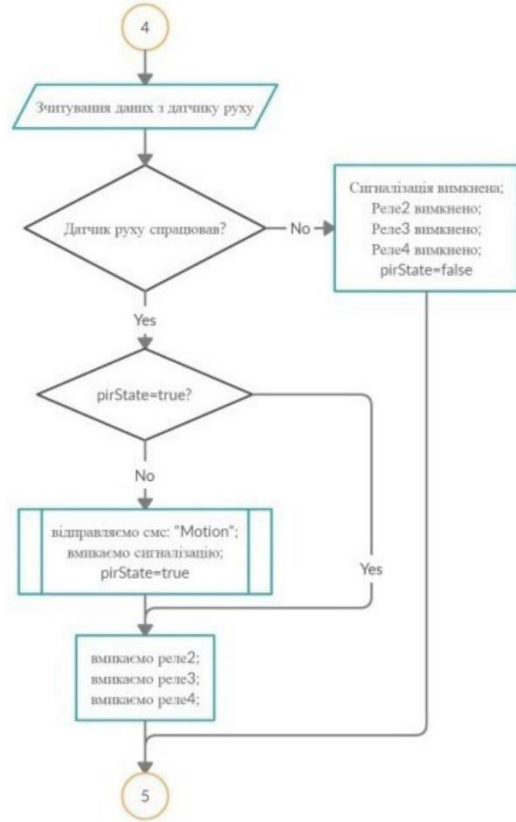 4
Зчитування даних з датчику руху
Датчик руху спрацював?
No
Сигналізація вимкнена;
Реле2 вимкнено;
Реле3 вимкнено;
Реле4 вимкнено;
pirState=false
Yes
pirState=true?
No
Yes
відправляємо смс: "Motion";
вмикаємо сигналізацію;
pirState=true
вмикаємо реле2;
вмикаємо реле3;
вмикаємо реле4;
5